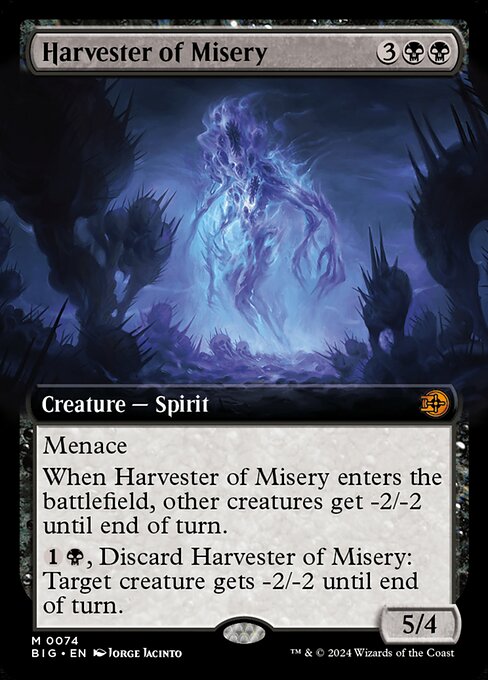 Harvester of Misery 3
Creature — Spirit
Menace
When Harvester of Misery enters the
battlefield, other creatures get -2/-2
until end of turn.
1 , Discard Harvester of Misery:
Target creature gets -2/-2 until end
of turn.
5/4
M 0074
BIG • EN Jorge Jacinto ™ & © 2024 Wizards of the Coast